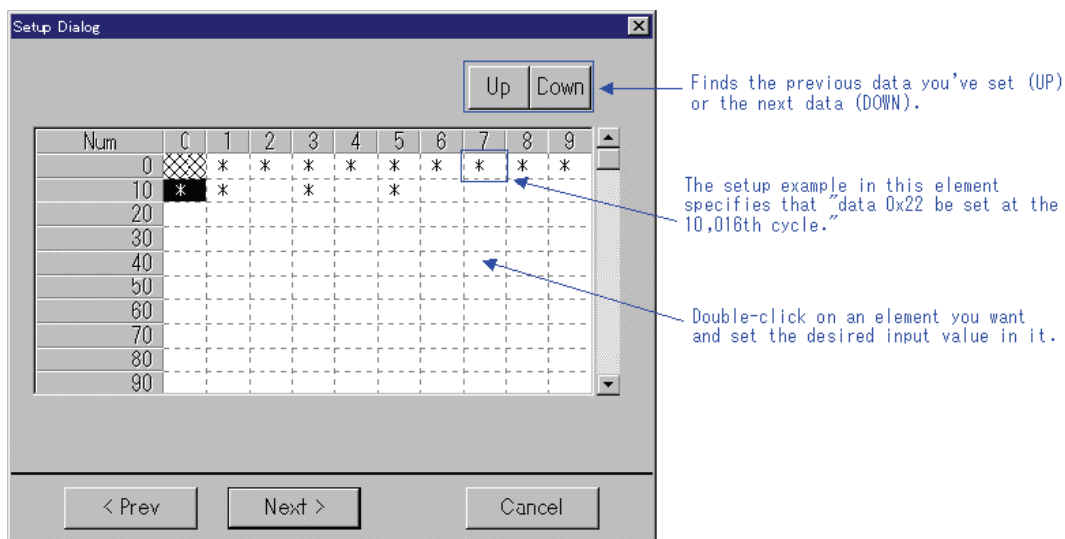 Setup Dialog
Up Down
Finds the previous data you've set (UP)
or the next data (DOWN).
Num 0 1 2 3 4 5 6 7 8 9
0 * * * * * * * * *
10 * * * *
20
30
40
50
60
70
80
90
The setup example in this element
specifies that "data 0x22 be set at the
10,016th cycle."
Double-click on an element you want
and set the desired input value in it.
< Prev Next > Cancel